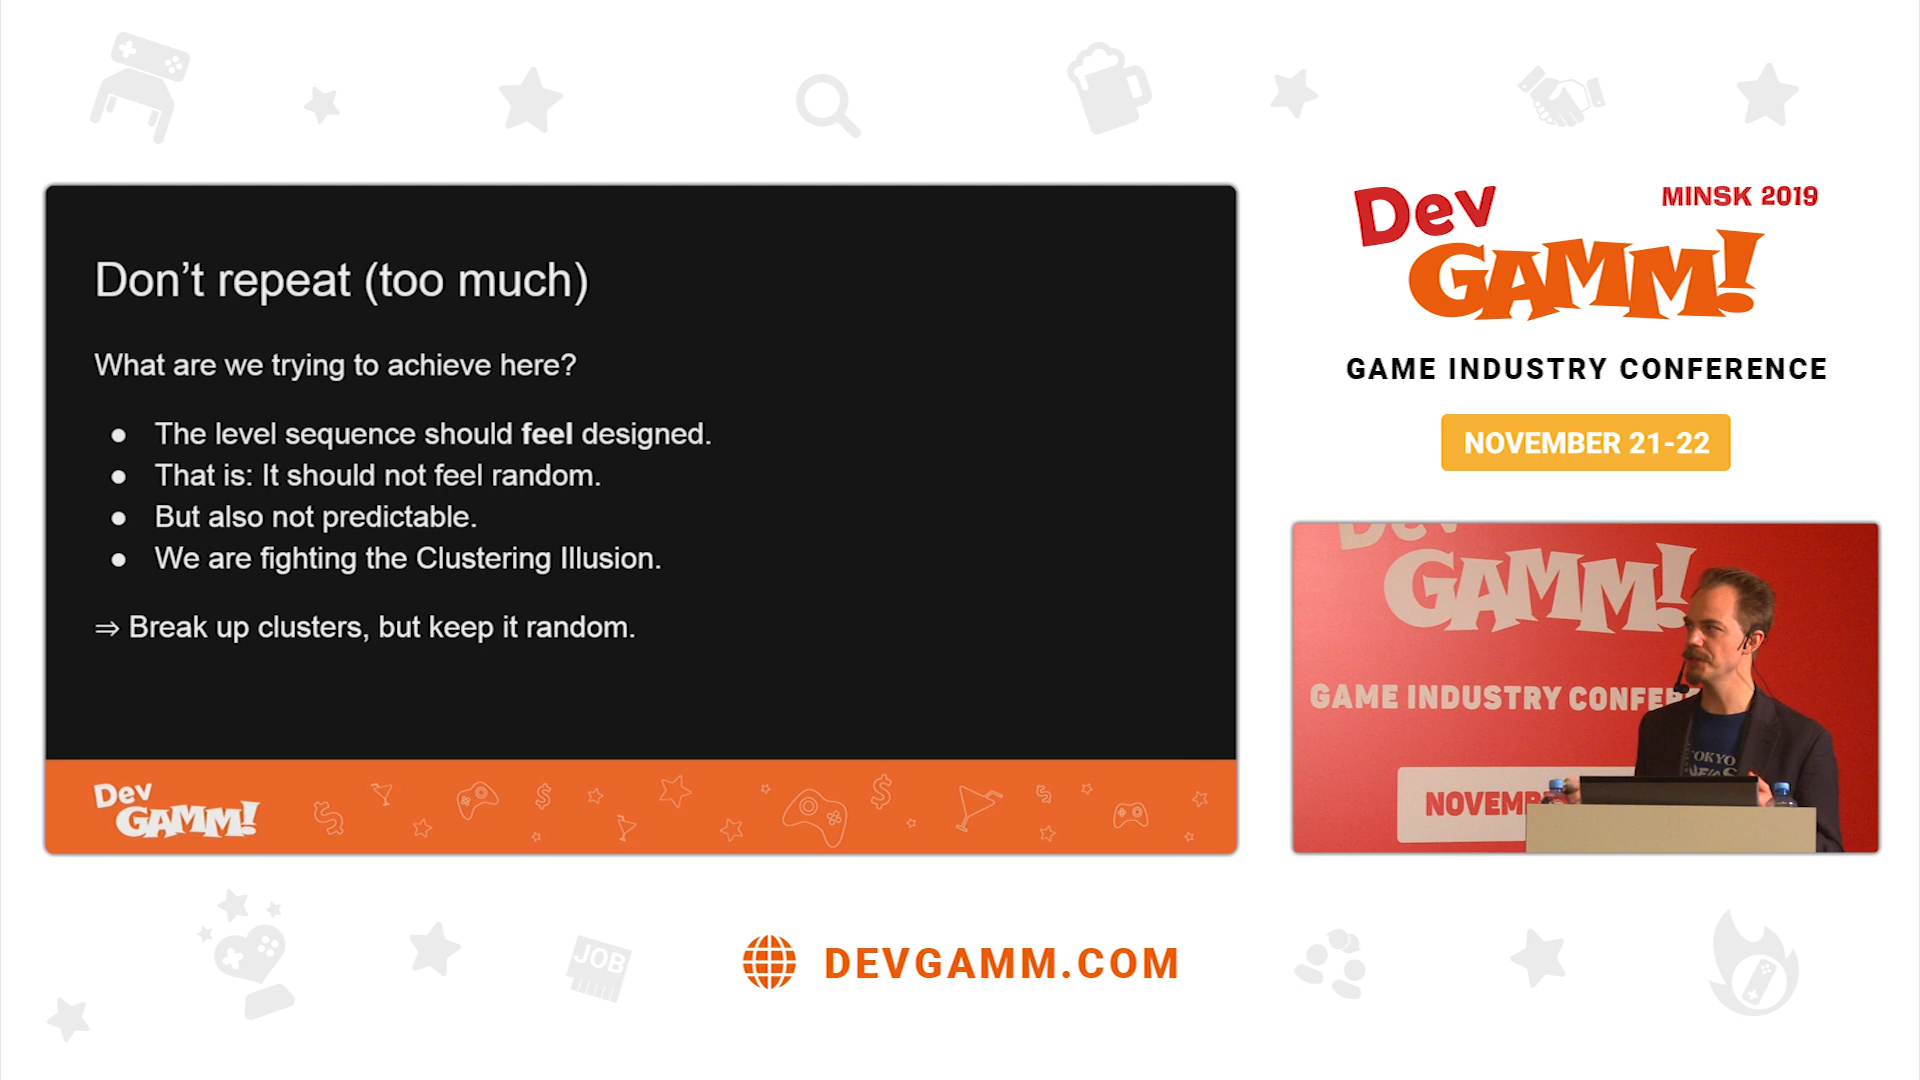 Don't repeat (too much)
What are we trying to achieve here?
● The level sequence should feel designed.
● That is: It should not feel random.
● But also not predictable.
● We are fighting the Clustering Illusion.
⇒ Break up clusters, but keep it random.
Dev
GAMM!
Dev
GAMM!
MINSK 2019
GAME INDUSTRY CONFERENCE
NOVEMBER 21-22
Dev
GAMM!
GAME INDUSTRY CONFER
NOVEMB
TOKYO
JOB
DEVGAMM.COM